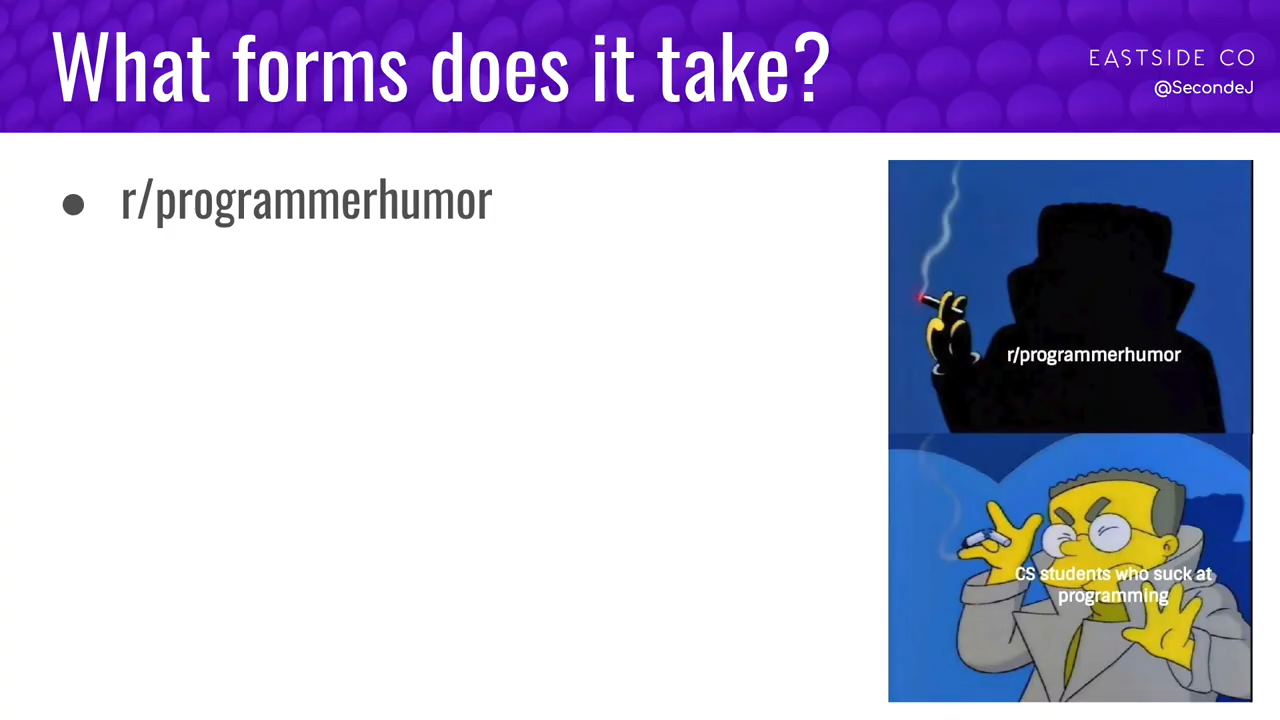 What forms does it take?
EASTSIDE CO
@SecondeJ
● r/programmerhumor
r/programmerhumor
CS students who suck at
programming